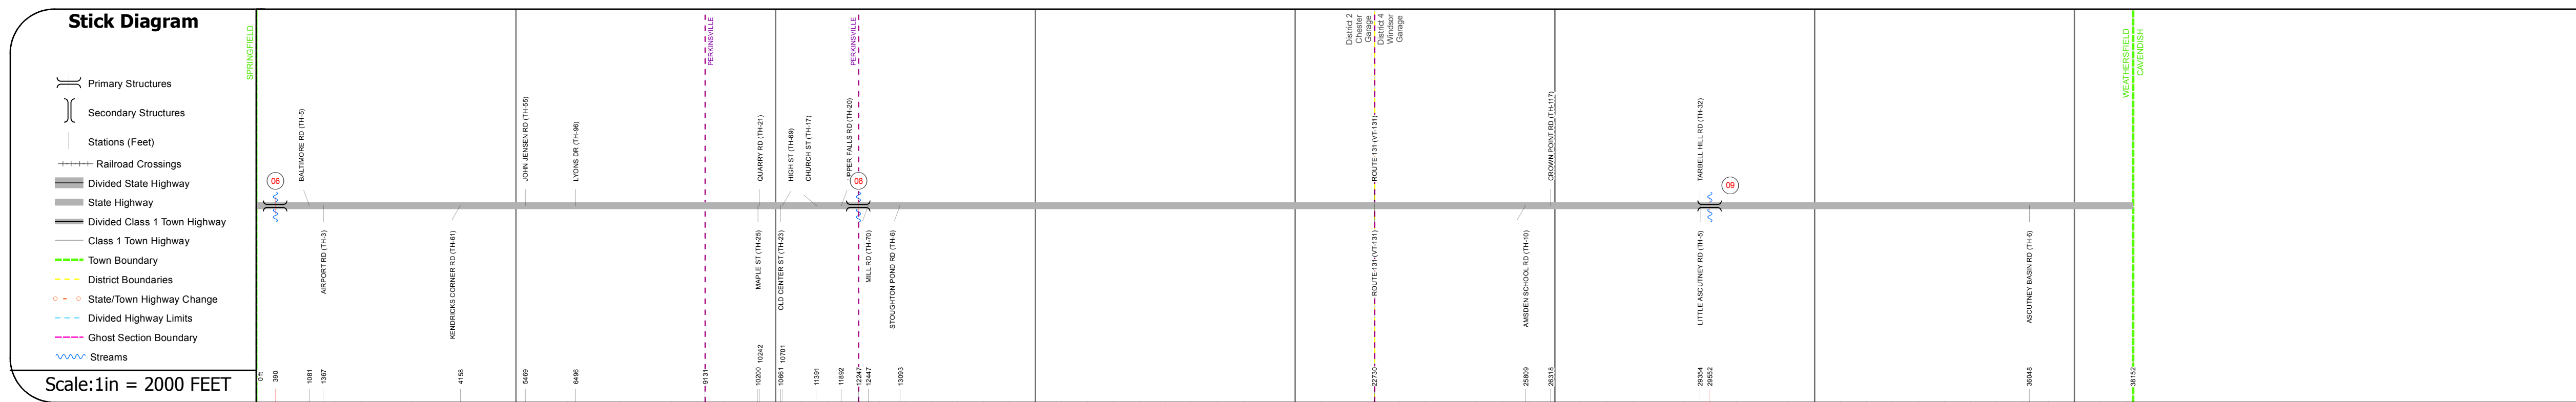 Stick Diagram
Primary Structures
Secondary Structures
Stations (Feet)
Railroad Crossings
Divided State Highway
State Highway
Divided Class 1 Town Highway
Class 1 Town Highway
Town Boundary
District Boundaries
State/Town Highway Change
Divided Highway Limits
Ghost Section Boundary
Streams
Scale:1in = 2000 FEET
SPRINGFIELD
PERKINSVILLE
PERKINSVILLE
District 2
Chester
Garage
District 4
Windsor
Garage
WEATHERSFIELD
CAVENDISH
BALTIMORE RD (TH-5)
JOHN JENSEN RD (TH-55)
LYONS DR (TH-96)
QUARRY RD (TH-21)
HIGH ST (TH-69)
CHURCH ST (TH-17)
UPPER FALLS RD (TH-20)
ROUTE 131 (VT-131)
CROWN POINT RD (TH-117)
TARBELL HILL RD (TH-32)
06
08
09
AIRPORT RD (TH-3)
KENDRICKS CORNER RD (TH-61)
MAPLE ST (TH-25)
OLD CENTER ST (TH-23)
MILL RD (TH-70)
STOUGHTON POND RD (TH-6)
ROUTE 131 (VT-131)
AMSDEN SCHOOL RD (TH-10)
LITTLE ASCUTNEY RD (TH-5)
ASCUTNEY BASIN RD (TH-6)
0 ft
390
1081
1367
4158
5469
6496
9131
10200
10242
10661
10701
11391
11892
12247
12447
13093
22730
25809
26318
29354
29552
36048
38152